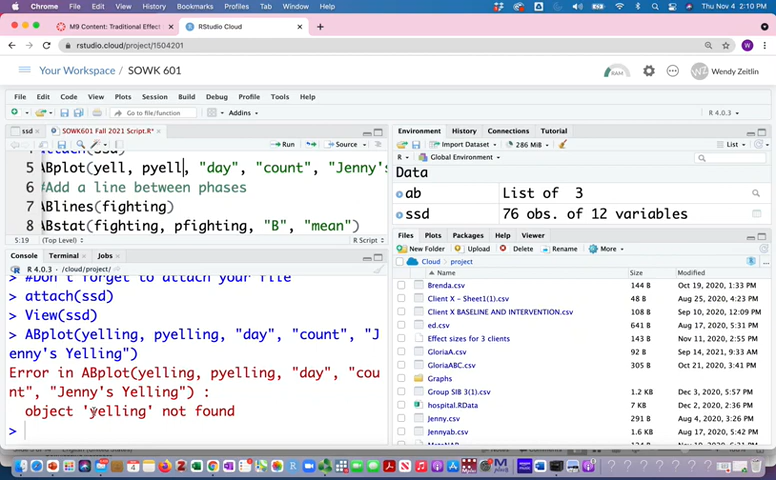 Chrome File Edit View History Bookmarks Profiles Tab Window Help
Thu Nov 4 2:10 PM
M9 Content: Traditional Effect
RStudio Cloud
rstudio.cloud/project/1504201
Your Workspace / SOWK 601
RAM
WZ Wendy Zeitlin
File Edit Code View Plots Session Build Debug Profile Tools Help
Go to file/function
Addins
R 4.0.3
ssd
SOWK601 Fall 2021 Script.R*
Run
Source
attach(ssd)
5 ABplot(yell, pyell, "day", "count", "Jenny's
6 #Add a line between phases
7 ABlines(fighting)
8 ABstat(fighting, pfighting, "B", "mean")
5:19 (Top Level) R Script
Console Terminal Jobs
R 4.0.3 · /cloud/project/
> #Don't forget to attach your file
> attach(ssd)
> View(ssd)
> ABplot(yelling, pyelling, "day", "count", "J
enny's Yelling")
Error in ABplot(yelling, pyelling, "day", "cou
nt", "Jenny's Yelling") :
object 'yelling' not found
>
Environment History Connections Tutorial
Import Dataset 286 MiB List
R Global Environment
Data
ab List of 3
ssd 76 obs. of 12 variables
Files Plots Packages Help Viewer
New Folder Upload Delete Rename More
Cloud project
Name Size Modified
Brenda.csv 144 B Oct 19, 2020, 1:33 PM
Client X - Sheet1(1).csv 48 B Aug 25, 2020, 4:23 PM
Client X BASELINE AND INTERVENTION.csv 108 B Sep 10, 2020, 12:09 PM
ed.csv 641 B Aug 17, 2020, 5:31 PM
Effect sizes for 3 clients 143 B Nov 11, 2020, 2:55 PM
GloriaA.csv 92 B Sep 14, 2021, 9:33 AM
GloriaABC.csv 305 B Oct 21, 2020, 3:41 PM
Graphs
Group SIB 3(1).csv 1.2 KB Dec 3, 2020, 5:57 PM
hospital.RData 7 KB Dec 2, 2020, 2:36 PM
Jenny.csv 291 B Aug 4, 2020, 3:26 PM
Jennyab.csv 1.6 KB Aug 17, 2020, 5:42 PM